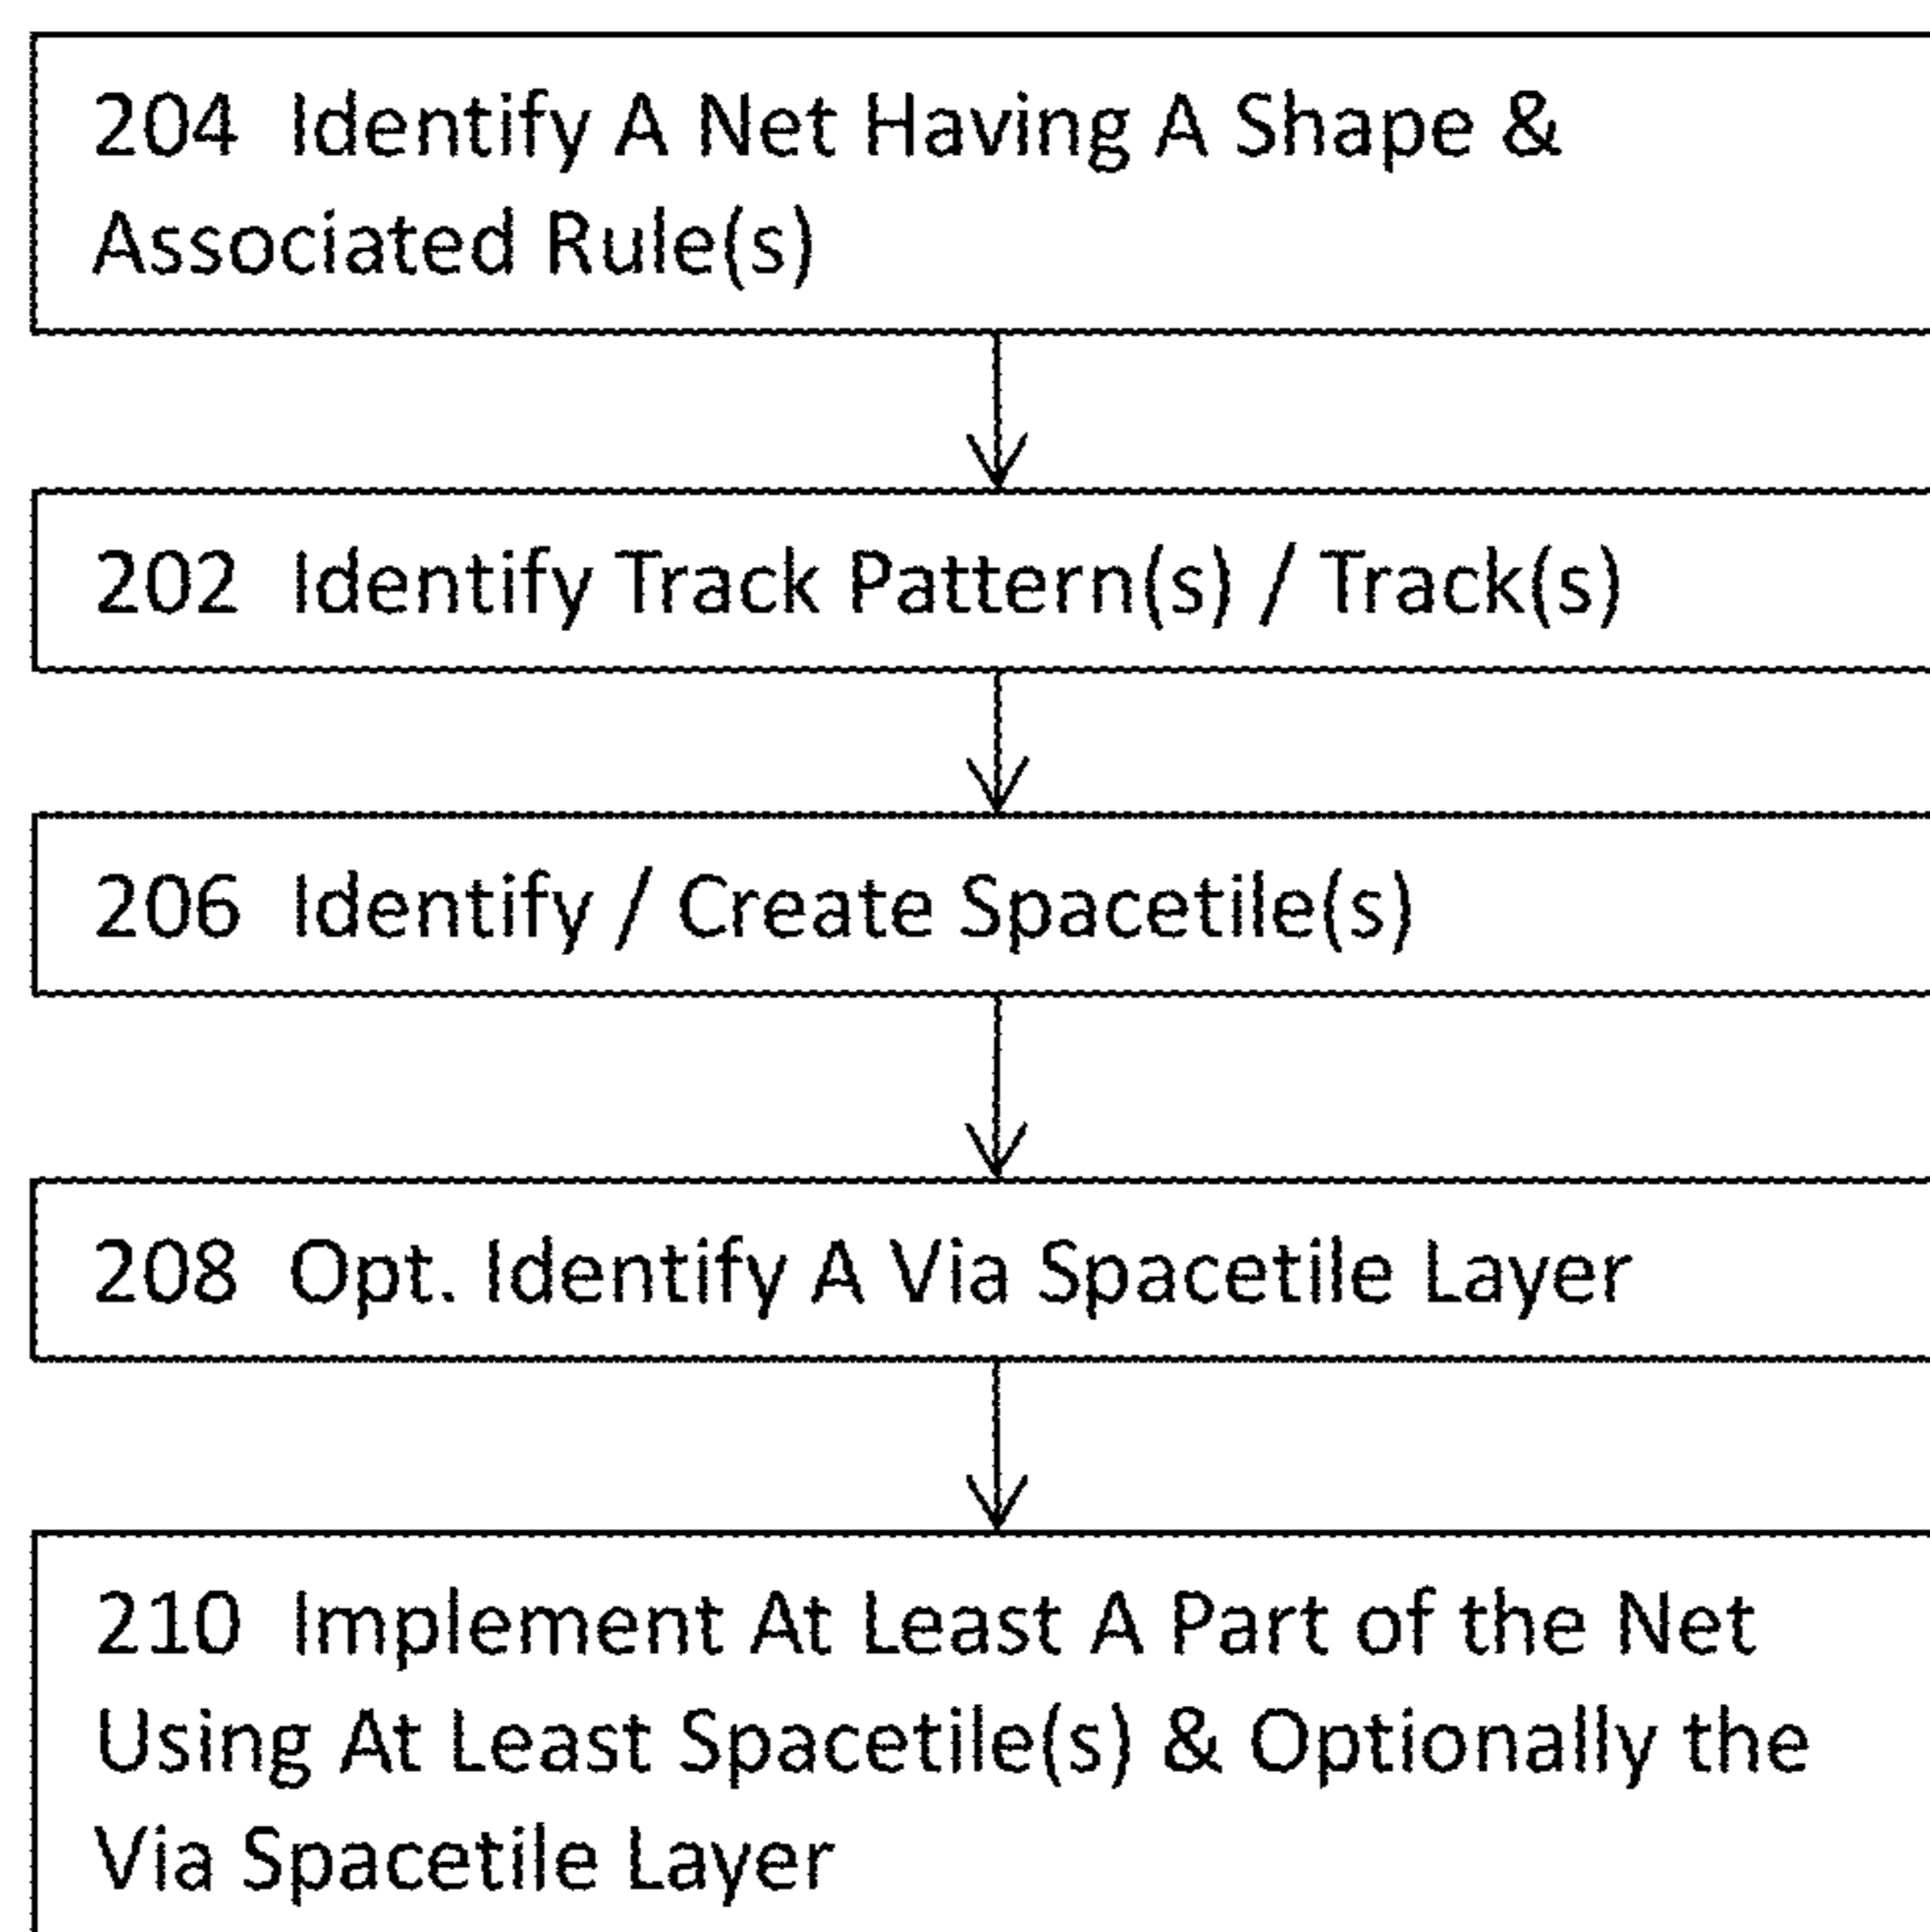 204 Identify A Net Having A Shape &
Associated Rule(s)
202 Identify Track Pattern(s) / Track(s)
206 Identify / Create Spacetile(s)
208 Opt. Identify A Via Spacetile Layer
210 Implement At Least A Part of the Net
Using At Least Spacetile(s) & Optionally the
Via Spacetile Layer